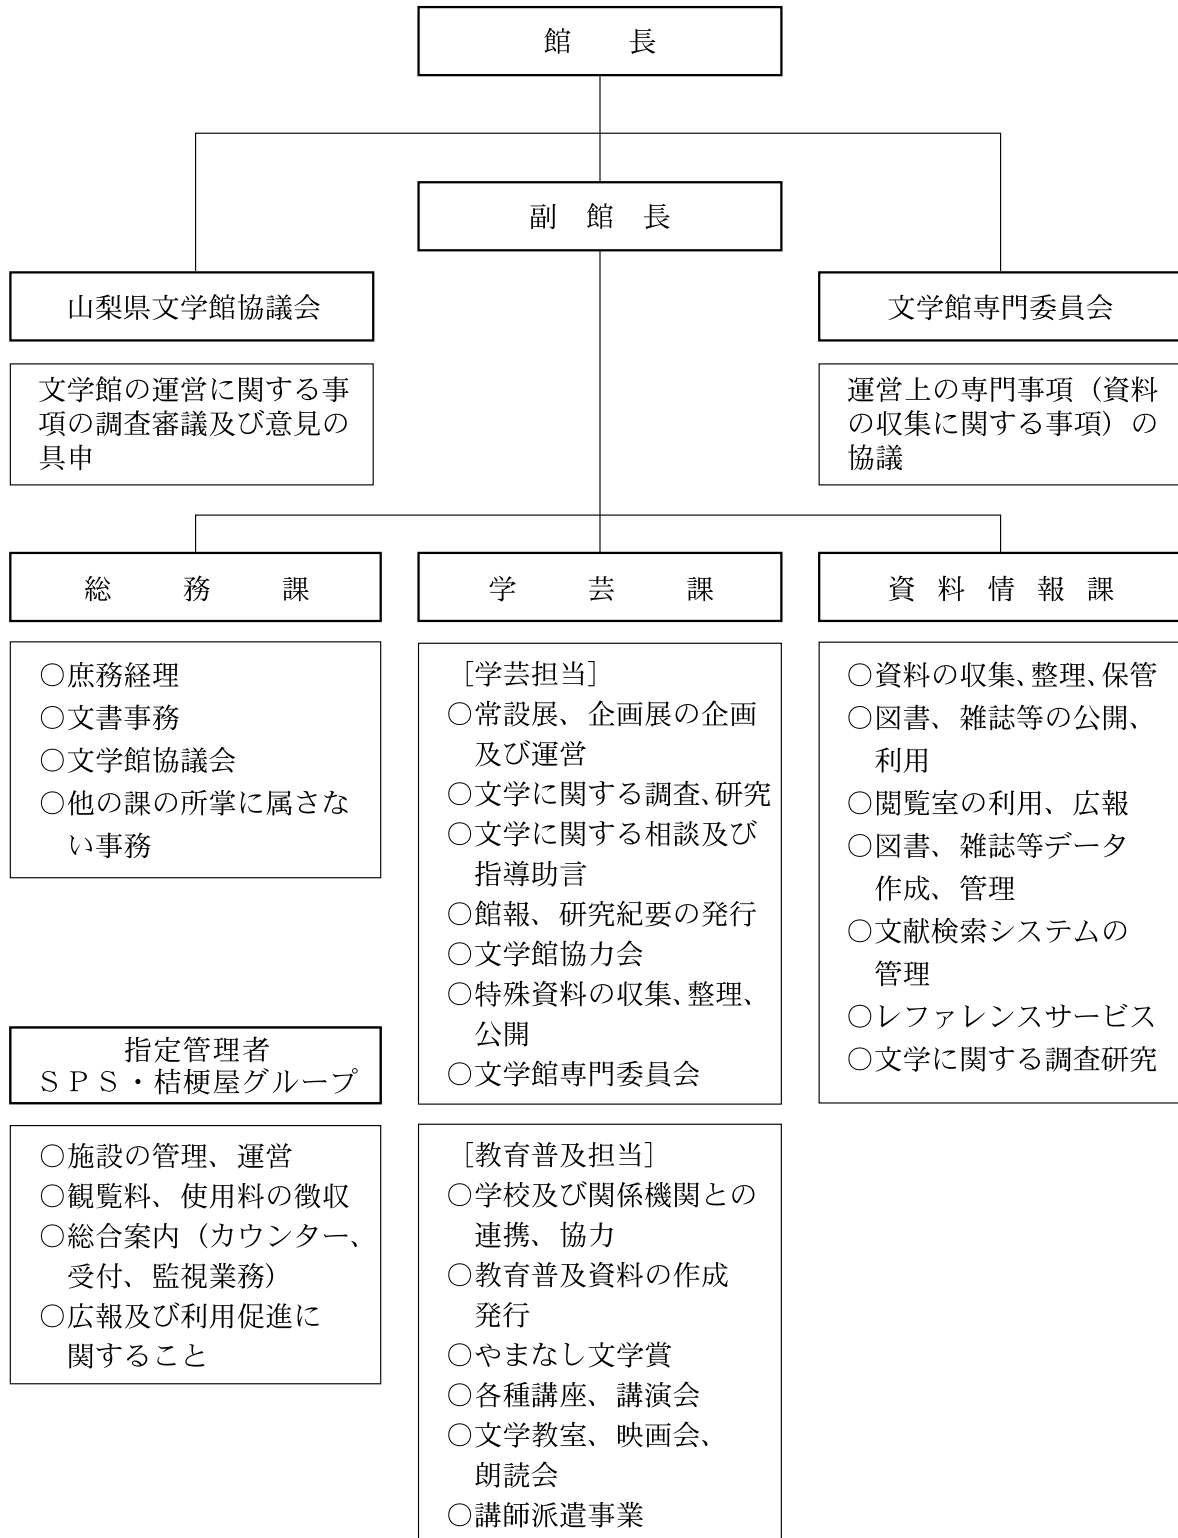 館長
副館長
山梨県文学館協議会
文学館の運営に関する事
項の調査審議及び意見の
具申
文学館専門委員会
運営上の専門事項（資料
の収集に関する事項）の
協議
総務課
○庶務経理
○文書事務
○文学館協議会
○他の課の所掌に属さな
い事務
指定管理者
ＳＰＳ・桔梗屋グループ
○施設の管理、運営
○観覧料、使用料の徴収
○総合案内（カウンター、
受付、監視業務）
○広報及び利用促進に
関すること
学芸課
［学芸担当］
○常設展、企画展の企画
及び運営
○文学に関する調査、研究
○文学に関する相談及び
指導助言
○館報、研究紀要の発行
○文学館協力会
○特殊資料の収集、整理、
公開
○文学館専門委員会
［教育普及担当］
○学校及び関係機関との
連携、協力
○教育普及資料の作成
発行
○やまなし文学賞
○各種講座、講演会
○文学教室、映画会、
朗読会
○講師派遣事業
資料情報課
○資料の収集、整理、保管
○図書、雑誌等の公開、
利用
○閲覧室の利用、広報
○図書、雑誌等データ
作成、管理
○文献検索システムの
管理
○レファレンスサービス
○文学に関する調査研究